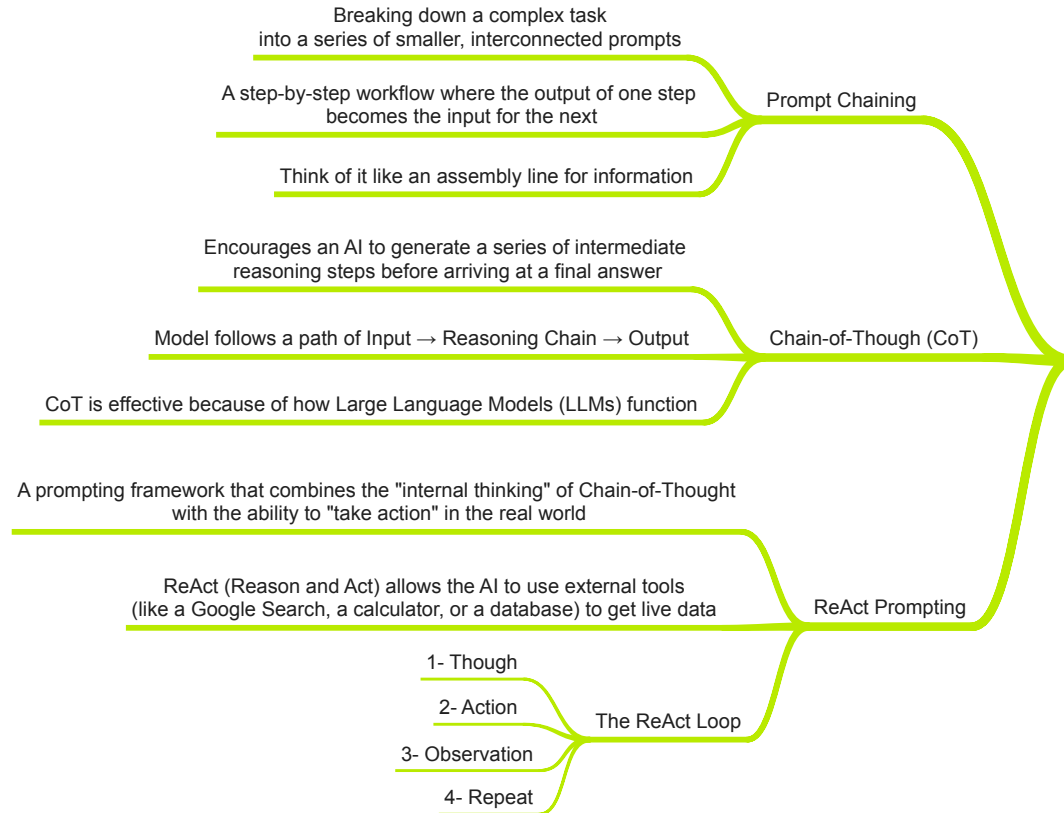 Breaking down a complex task
into a series of smaller, interconnected prompts
A step-by-step workflow where the output of one step
becomes the input for the next
Think of it like an assembly line for information
Prompt Chaining
Encourages an AI to generate a series of intermediate
reasoning steps before arriving at a final answer
Model follows a path of Input → Reasoning Chain → Output
CoT is effective because of how Large Language Models (LLMs) function
Chain-of-Though (CoT)
A prompting framework that combines the "internal thinking" of Chain-of-Thought
with the ability to "take action" in the real world
ReAct (Reason and Act) allows the AI to use external tools
(like a Google Search, a calculator, or a database) to get live data
ReAct Prompting
1- Though
2- Action
3- Observation
4- Repeat
The ReAct Loop